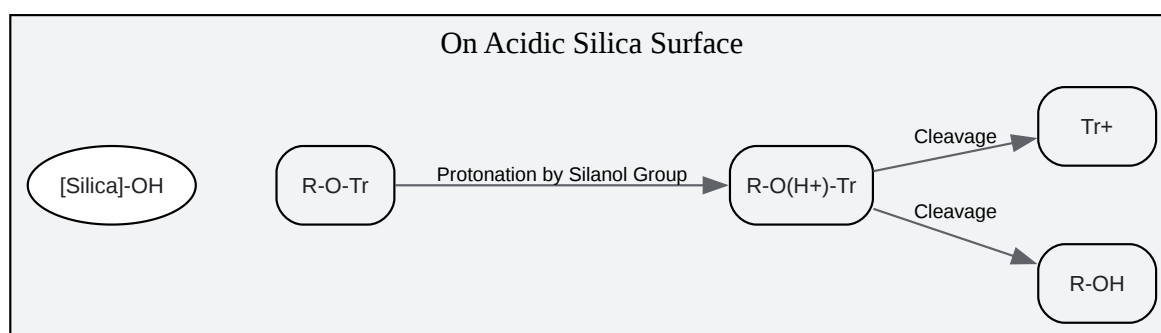 On Acidic Silica Surface
[Silica]-OH
R-O-Tr
Protonation by Silanol Group
R-O(H+)-Tr
Cleavage
Tr+
Cleavage
R-OH